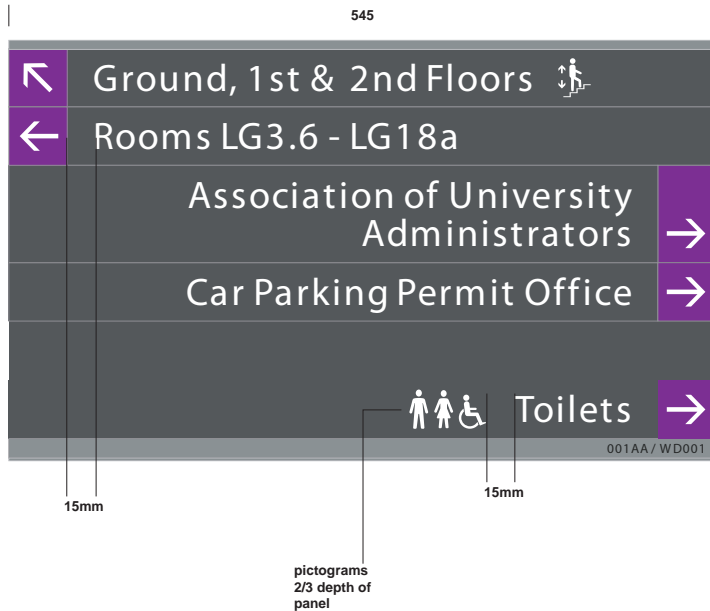 545
Ground, 1st & 2nd Floors
Rooms LG3.6 - LG18a
Association of University
Administrators
Car Parking Permit Office
Toilets
001AA / WD001
15mm
15mm
pictograms
2/3 depth of
panel